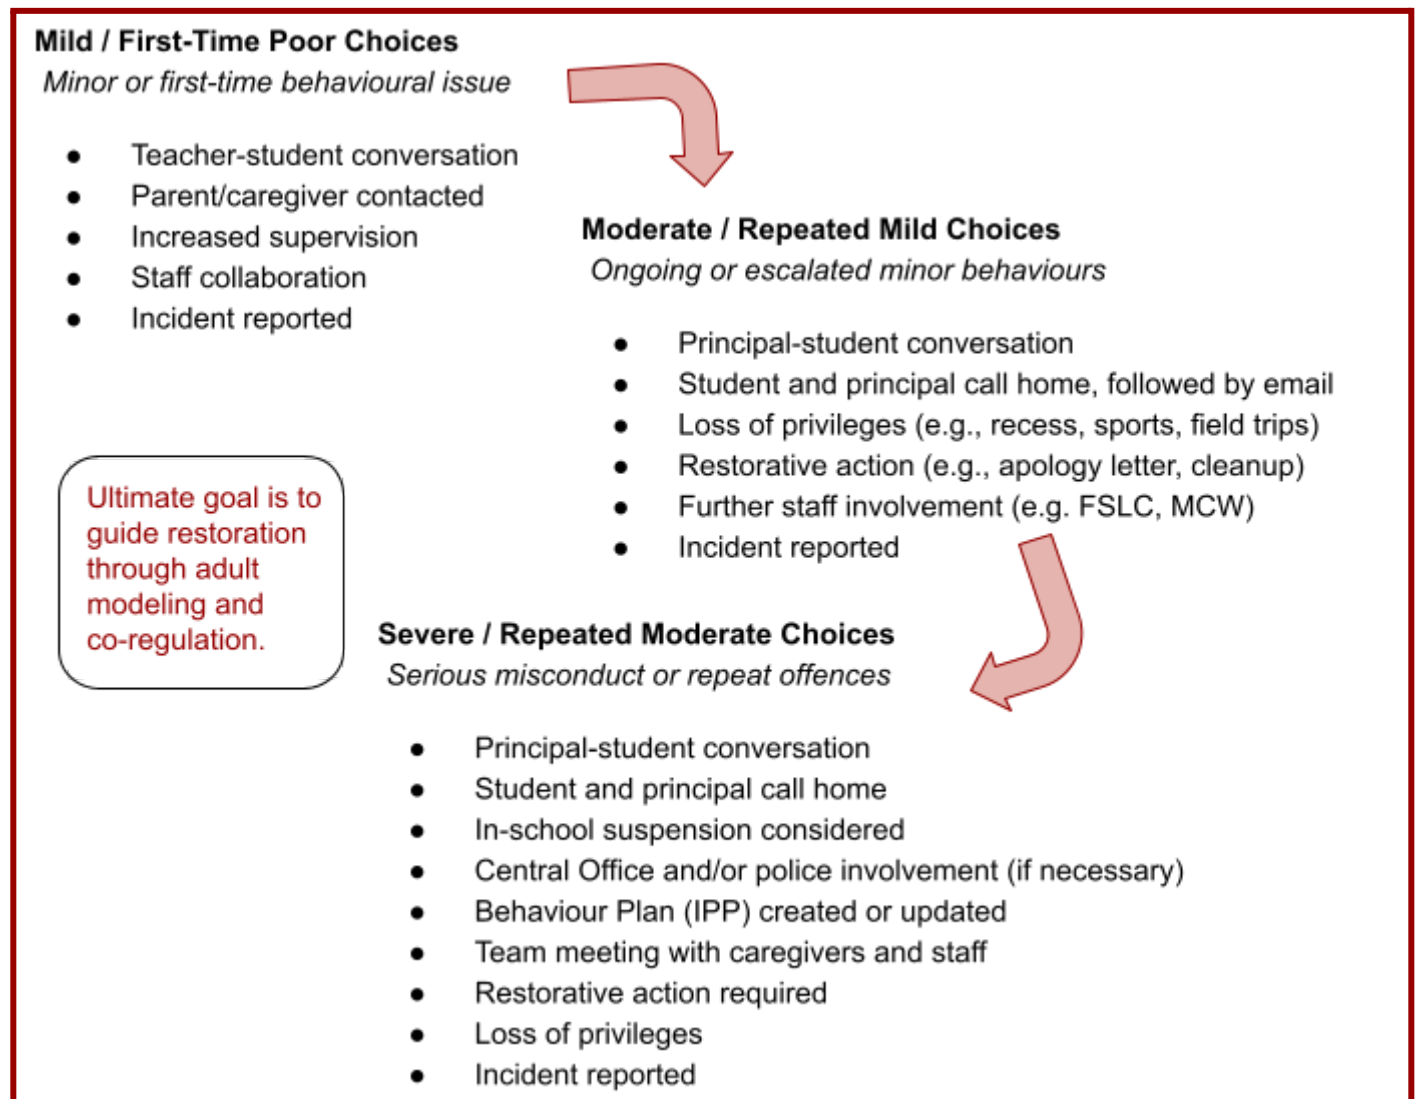 Mild / First-Time Poor Choices
Minor or first-time behavioural issue
● Teacher-student conversation
● Parent/caregiver contacted
● Increased supervision
● Staff collaboration
● Incident reported
Moderate / Repeated Mild Choices
Ongoing or escalated minor behaviours
● Principal-student conversation
● Student and principal call home, followed by email
● Loss of privileges (e.g., recess, sports, field trips)
● Restorative action (e.g., apology letter, cleanup)
● Further staff involvement (e.g. FSLC, MCW)
● Incident reported
Ultimate goal is to
guide restoration
through adult
modeling and
co-regulation.
Severe / Repeated Moderate Choices
Serious misconduct or repeat offences
● Principal-student conversation
● Student and principal call home
● In-school suspension considered
● Central Office and/or police involvement (if necessary)
● Behaviour Plan (IPP) created or updated
● Team meeting with caregivers and staff
● Restorative action required
● Loss of privileges
● Incident reported